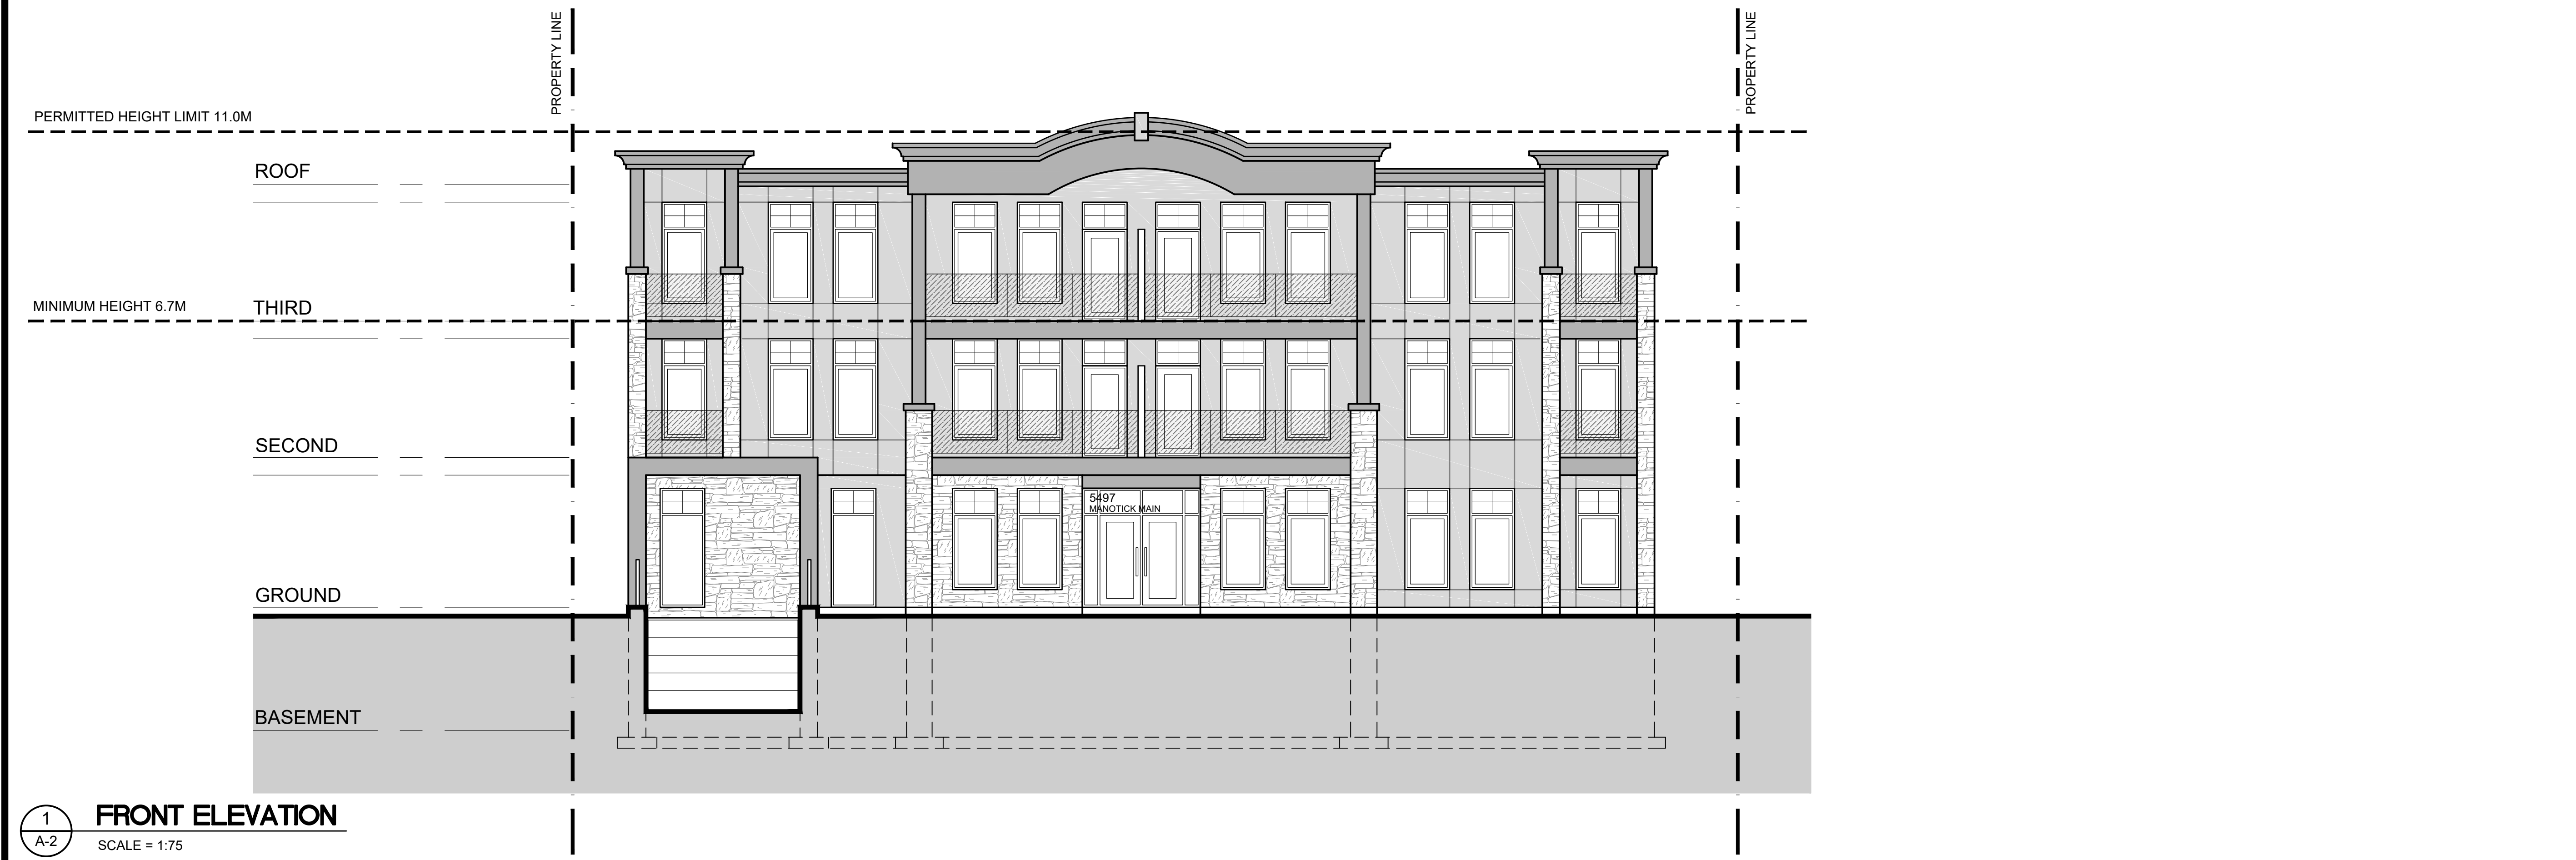 PROPERTY LINE
PROPERTY LINE
PERMITTED HEIGHT LIMIT 11.0M
ROOF
MINIMUM HEIGHT 6.7M
THIRD
SECOND
5497
MANOTICK MAIN
GROUND
BASEMENT
1
A-2
FRONT ELEVATION
SCALE = 1:75